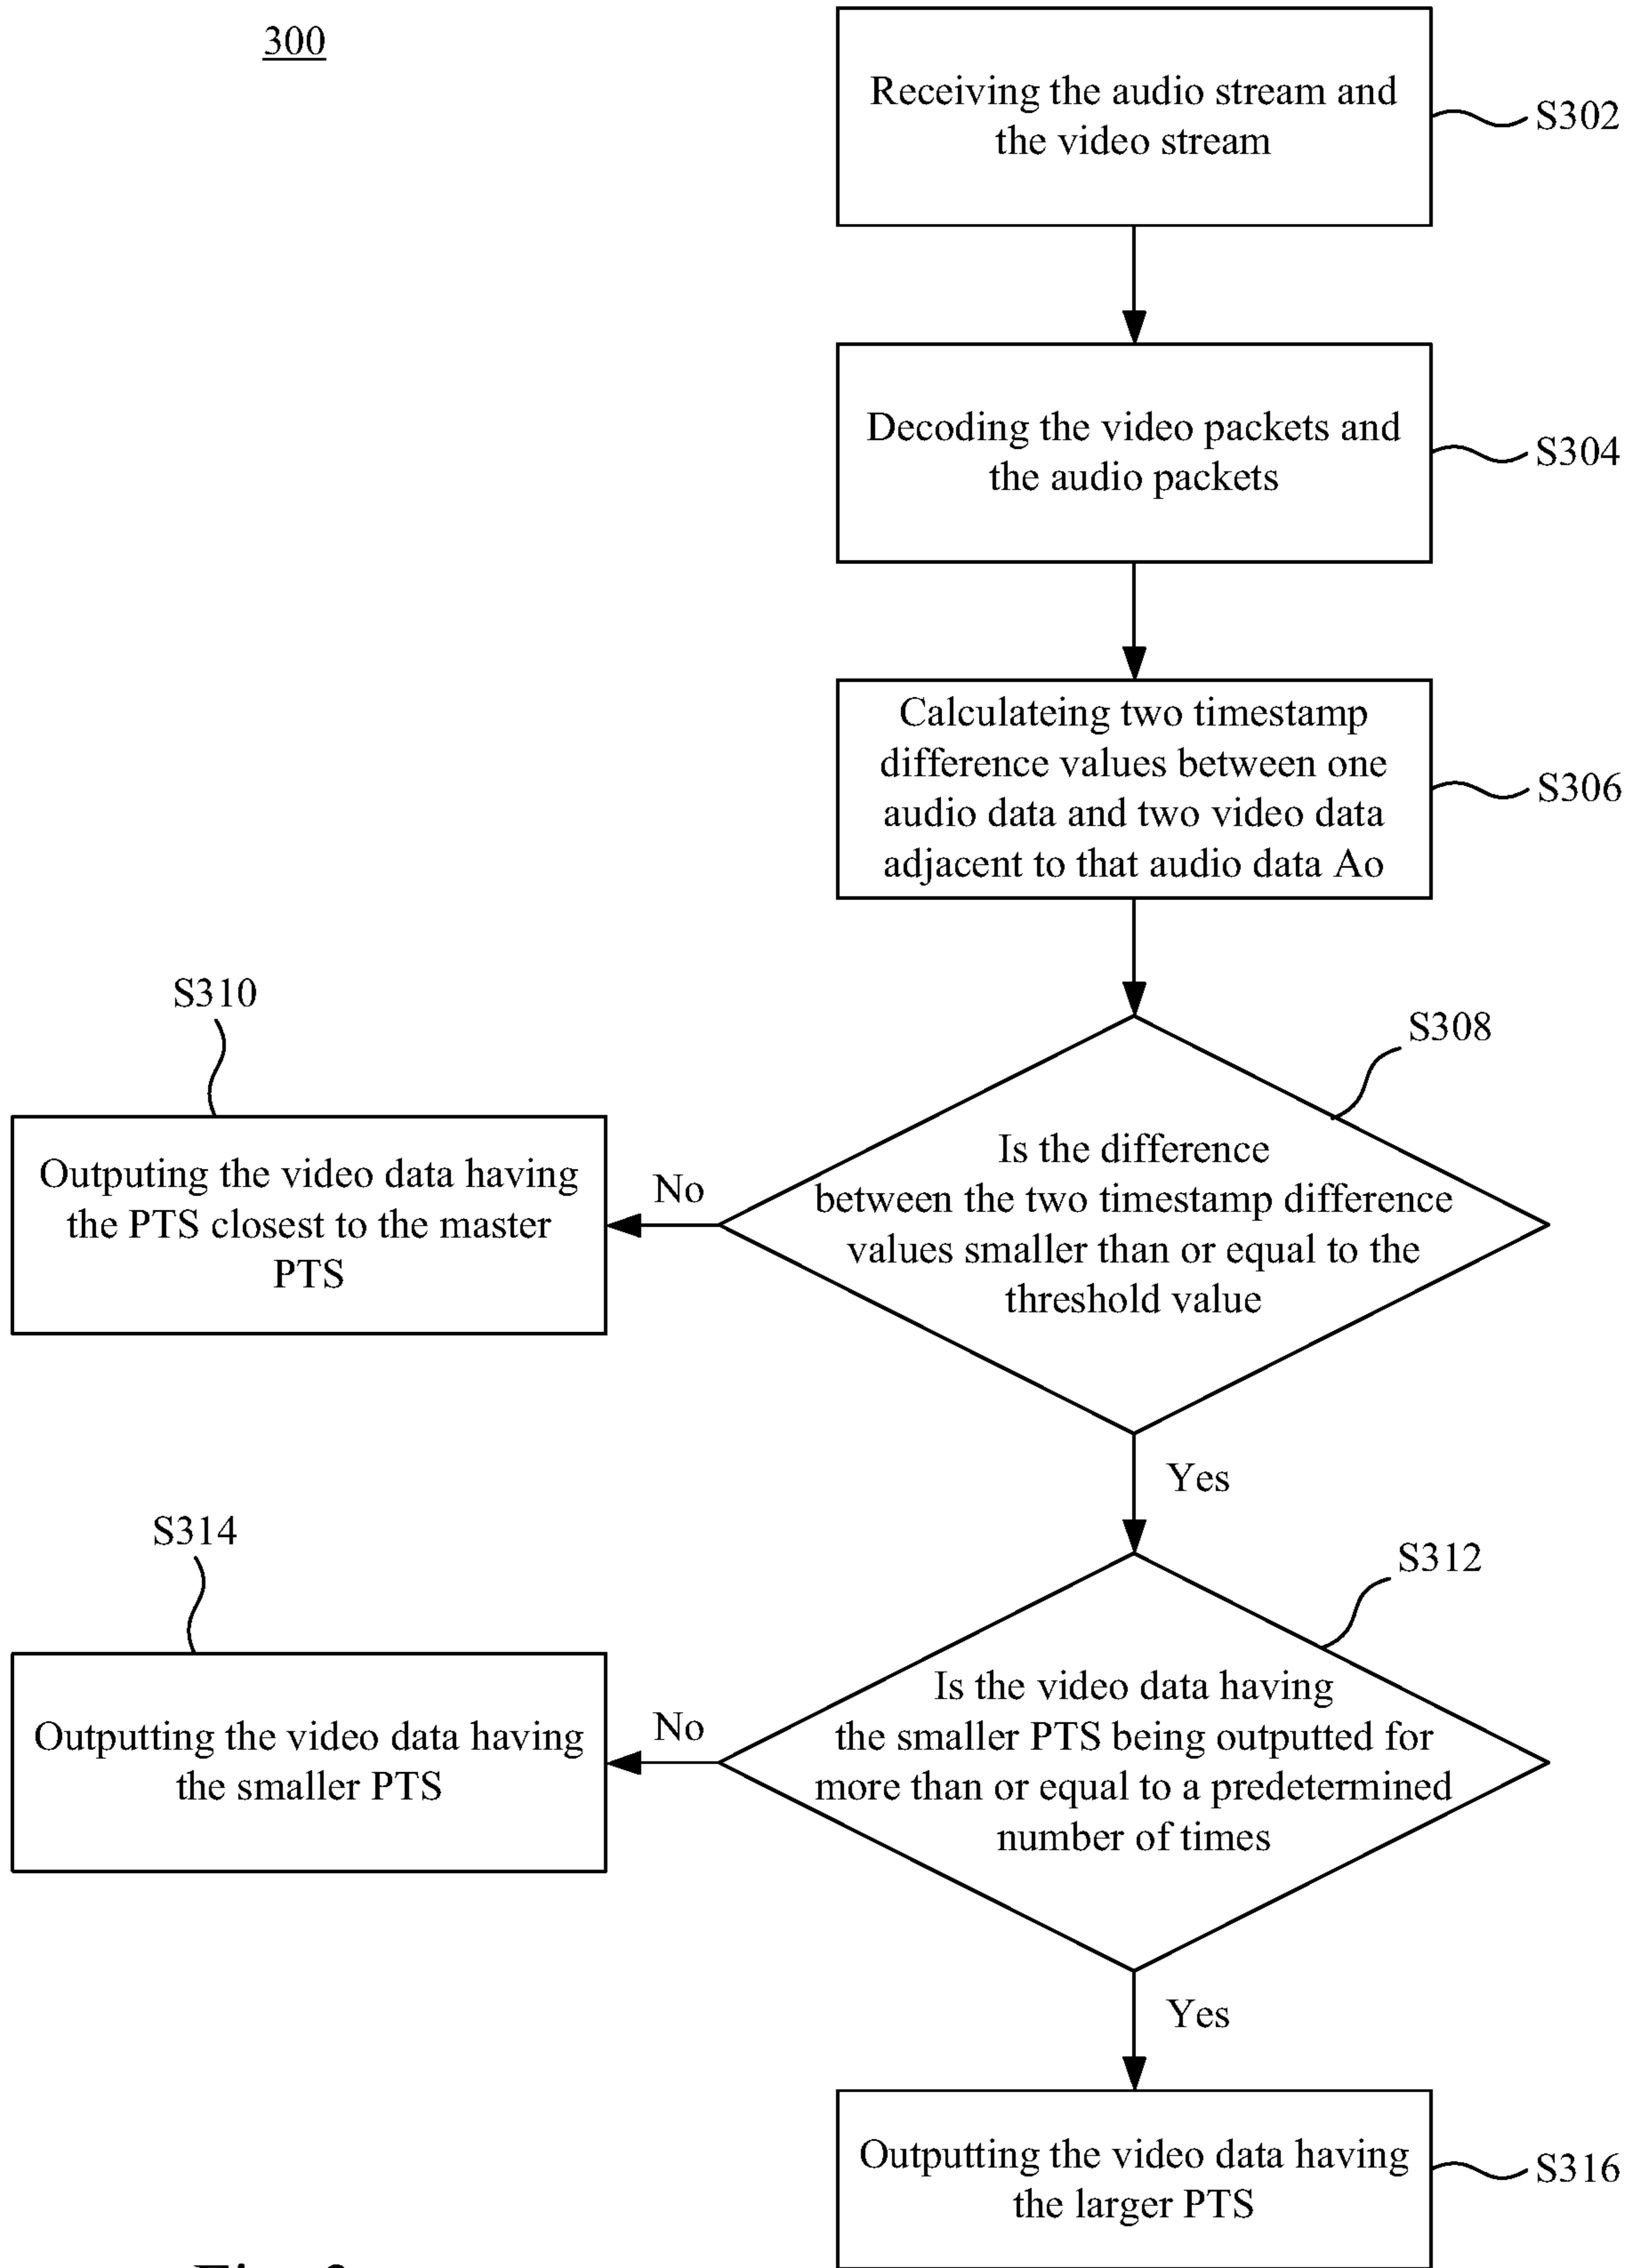 300
Receiving the audio stream and
the video stream
S302
Decoding the video packets and
the audio packets
S304
Calculateing two timestamp
difference values between one
audio data and two video data
adjacent to that audio data Ao
S306
S308
Is the difference
between the two timestamp difference
values smaller than or equal to the
threshold value
No
S310
Outputing the video data having
the PTS closest to the master
PTS
Yes
S312
Is the video data having
the smaller PTS being outputted for
more than or equal to a predetermined
number of times
No
S314
Outputting the video data having
the smaller PTS
Yes
Outputting the video data having
the larger PTS
S316